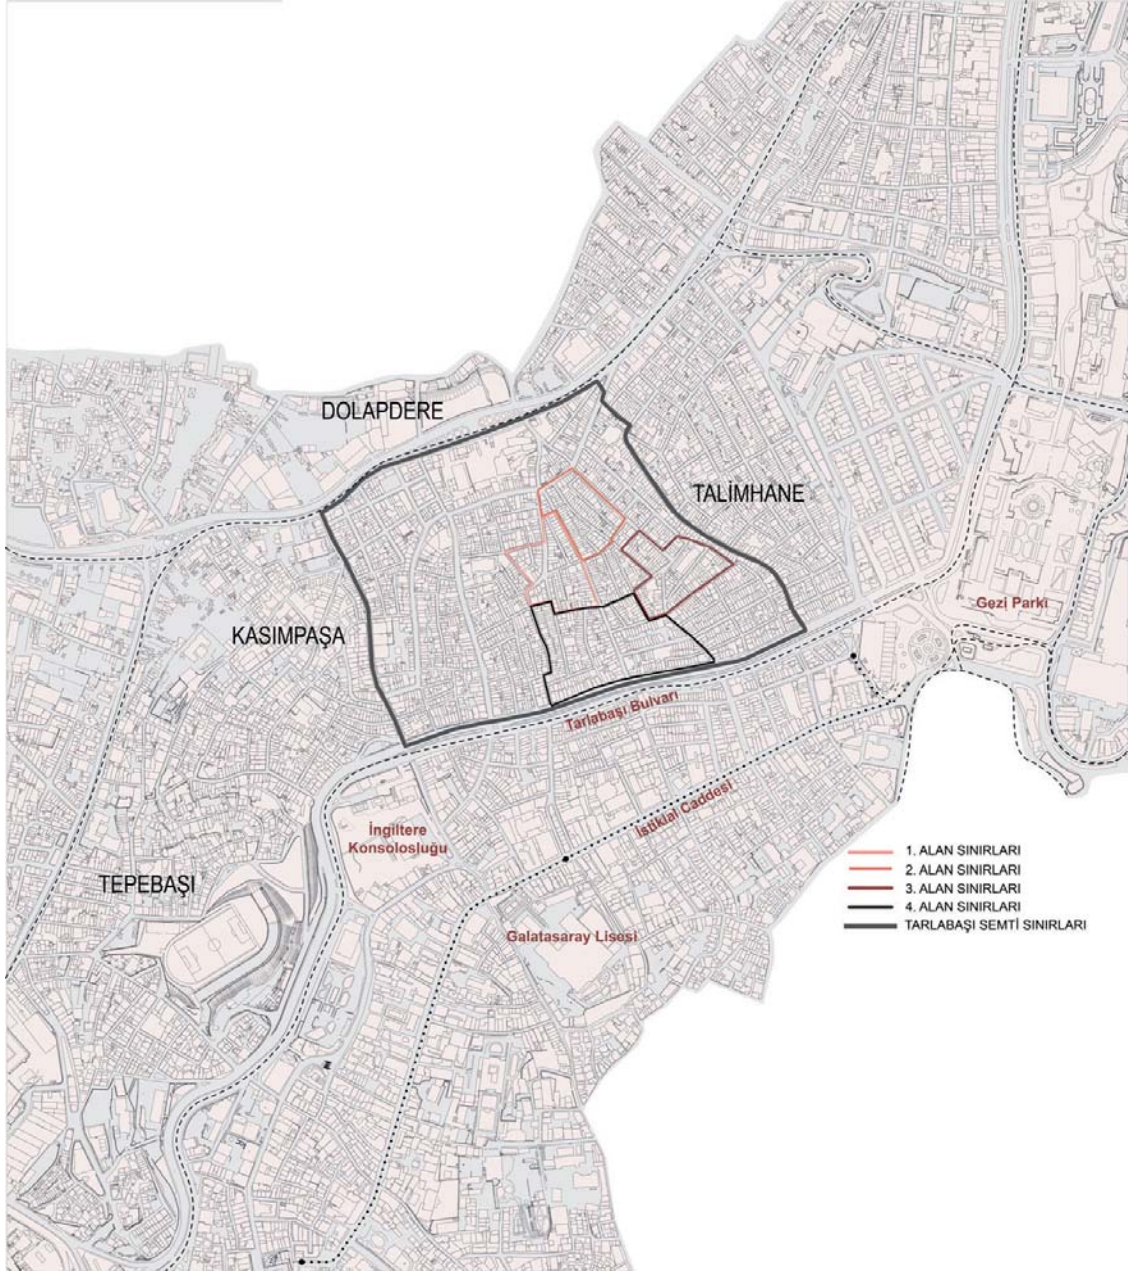 DOLAPDERE
TALİMHANE
Gezi Parkı
KASIMPAŞA
Tarlabaşı Bulvarı
İstiklal Caddesi
İngiltere
Konsolosluğu
TEPEBAŞI
Galatasaray Lisesi
1. ALAN SINIRLARI
2. ALAN SINIRLARI
3. ALAN SINIRLARI
4. ALAN SINIRLARI
TARLABAŞI SEMTİ SINIRLARI